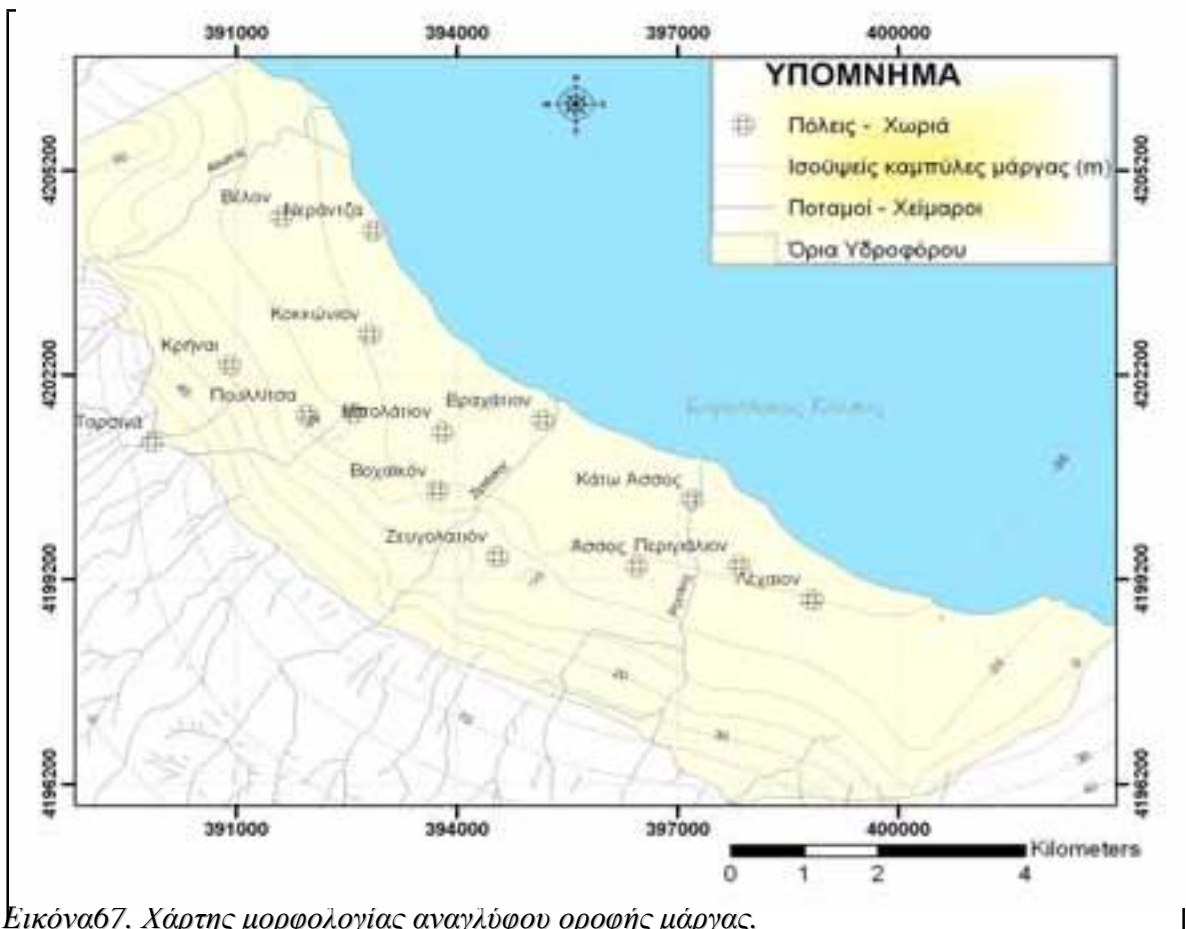 391000 394000 397000 400000
ΥΠΟΜΝΗΜΑ
Πόλεις - Χωριά
Ισοϋψείς καμπύλες μάργας (m)
Ποταμοί - Χείμαροι
Όρια Υδροφόρου
4205200 4205200
Βέλον
Νεράντζα
Κοκκώνιον
Κρήναι
4202200 4202200
Πουλλίτσα
Μπολάτιον
Βραχάτιον
Ταρσινά
Βοχαϊκόν
Κάτω Άσσος
Ζευγολατιόν
Άσσος
Περιγιάλιον
4199200 4199200
Λέχαιον
4196200 4196200
391000 394000 397000 400000
Kilometers
0 1 2 4
Εικόνα67. Χάρτης μορφολογίας αναγλύφου οροφής μάργας.